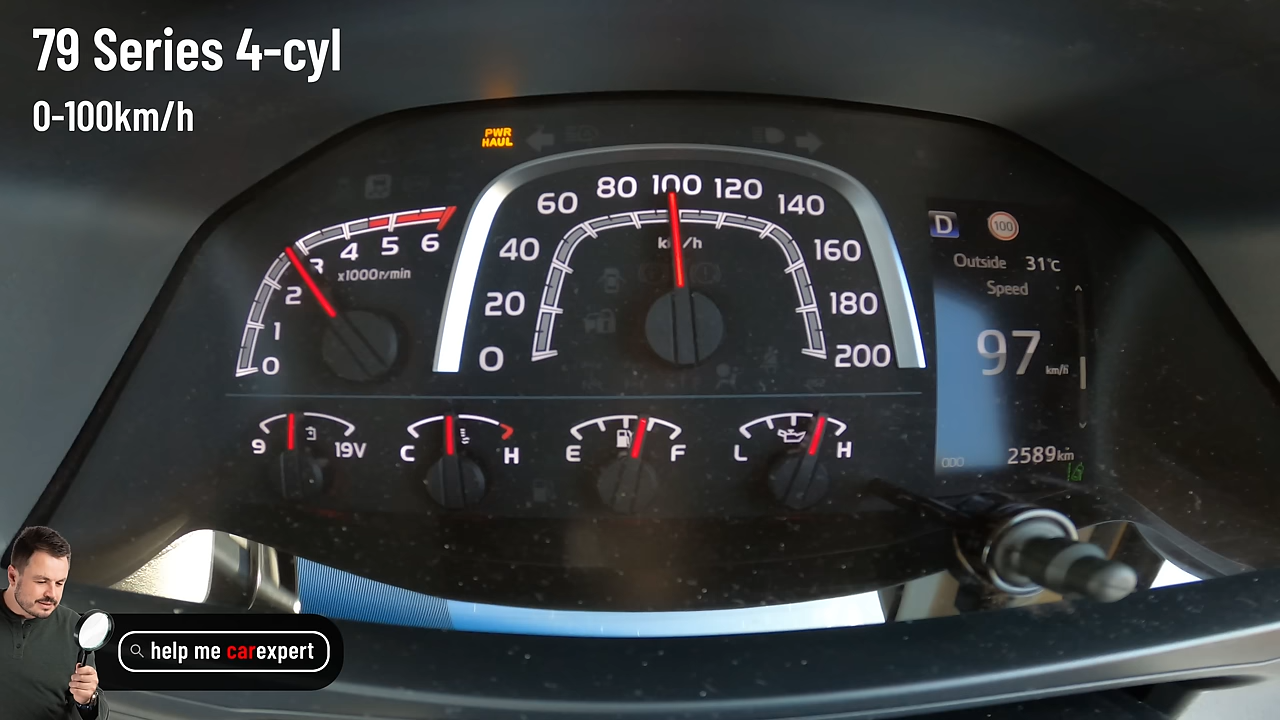 79 Series 4-cyl
0-100km/h
PWR
HAUL
0 1 2 3 4 5 6
x1000r/min
0 20 40 60 80 100 120 140 160 180 200
km/h
D 100
Outside 31°C
Speed
97 km/h
2589km
000
9 19V
C H
E F
L H
help me carexpert